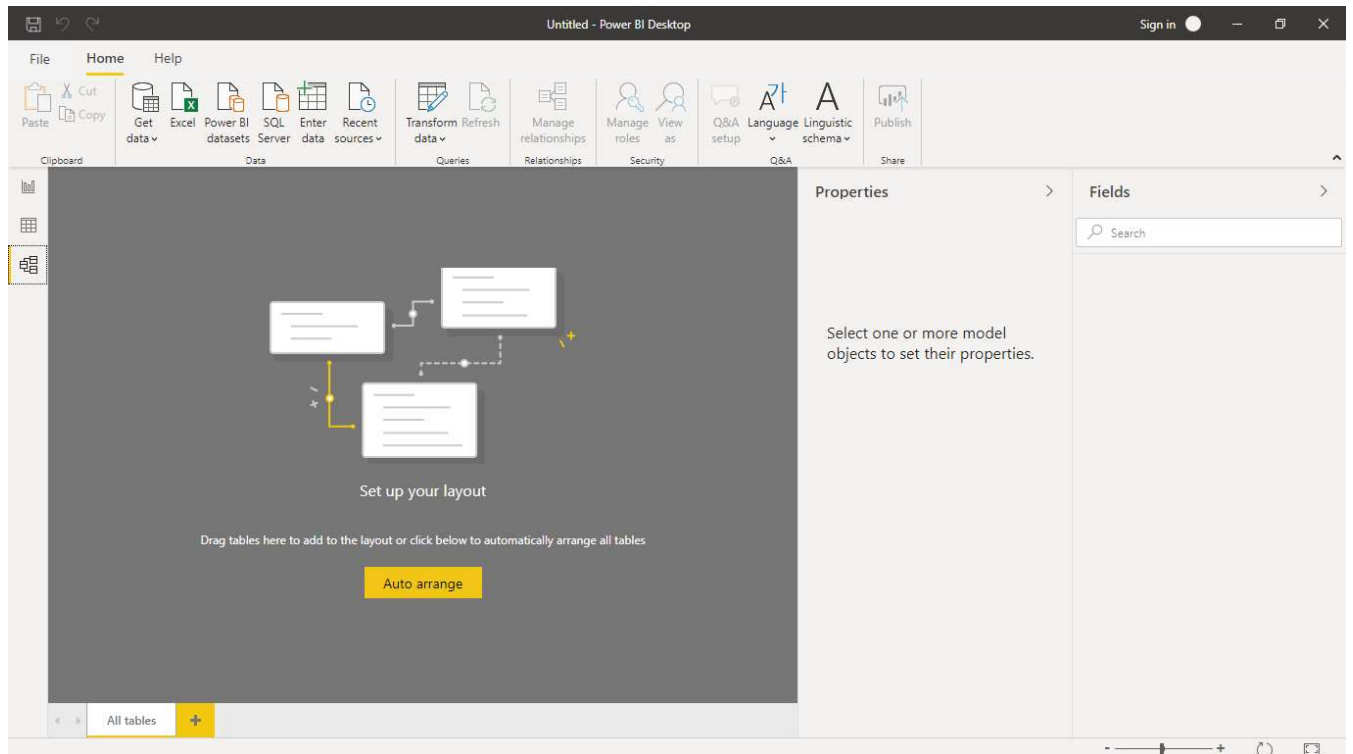 Untitled - Power BI Desktop
Sign in
File Home Help
Paste
Cut
Copy
Get data
Excel
Power BI datasets
SQL Server
Enter data
Recent sources
Transform data
Refresh
Manage relationships
Manage roles
View as
Q&A setup
Language
Linguistic schema
Publish
Clipboard
Data
Queries
Relationships
Security
Q&A
Share
Properties
Fields
Search
Select one or more model
objects to set their properties.
Set up your layout
Drag tables here to add to the layout or click below to automatically arrange all tables
Auto arrange
All tables